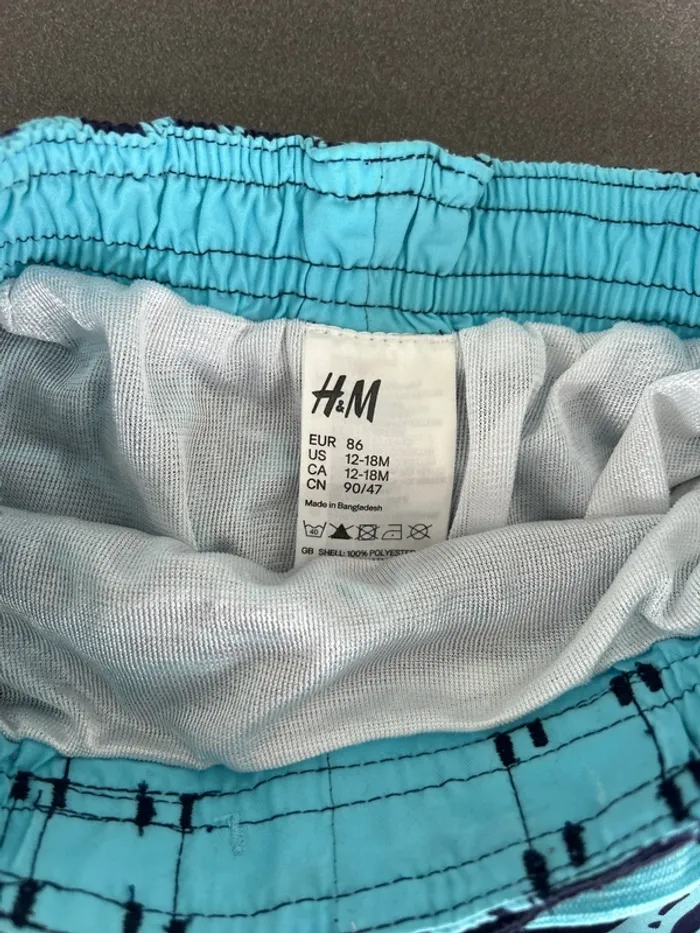 H&M
EUR 86
US 12-18M
CA 12-18M
CN 90/47
Made in Bangladesh
40
GB SHELL: 100% POLYESTER